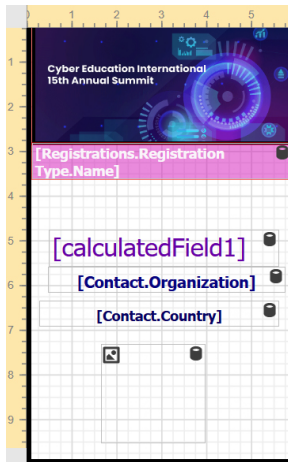 1 2 3 4 5
Cyber Education International
15th Annual Summit
[Registrations.Registration
Type.Name]
[calculatedField1]
[Contact.Organization]
[Contact.Country]
1
2
3
4
5
6
7
8
9